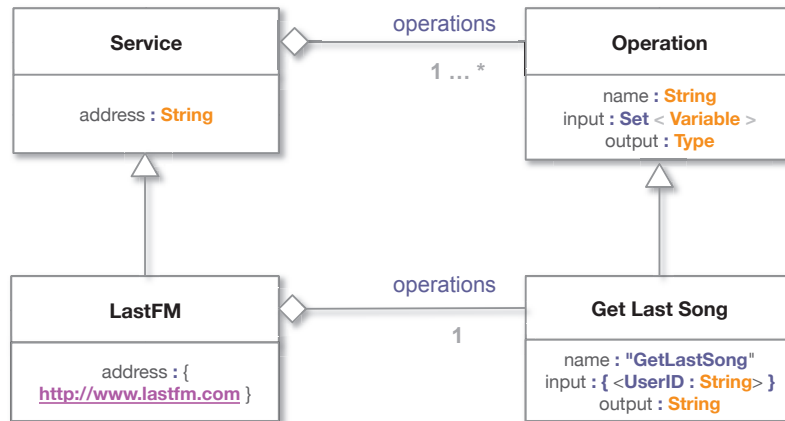 Service
address : String
operations
1 ... *
Operation
name : String
input : Set < Variable >
output : Type
LastFM
address : {
http://www.lastfm.com }
operations
1
Get Last Song
name : "GetLastSong"
input : { <UserID : String> }
output : String